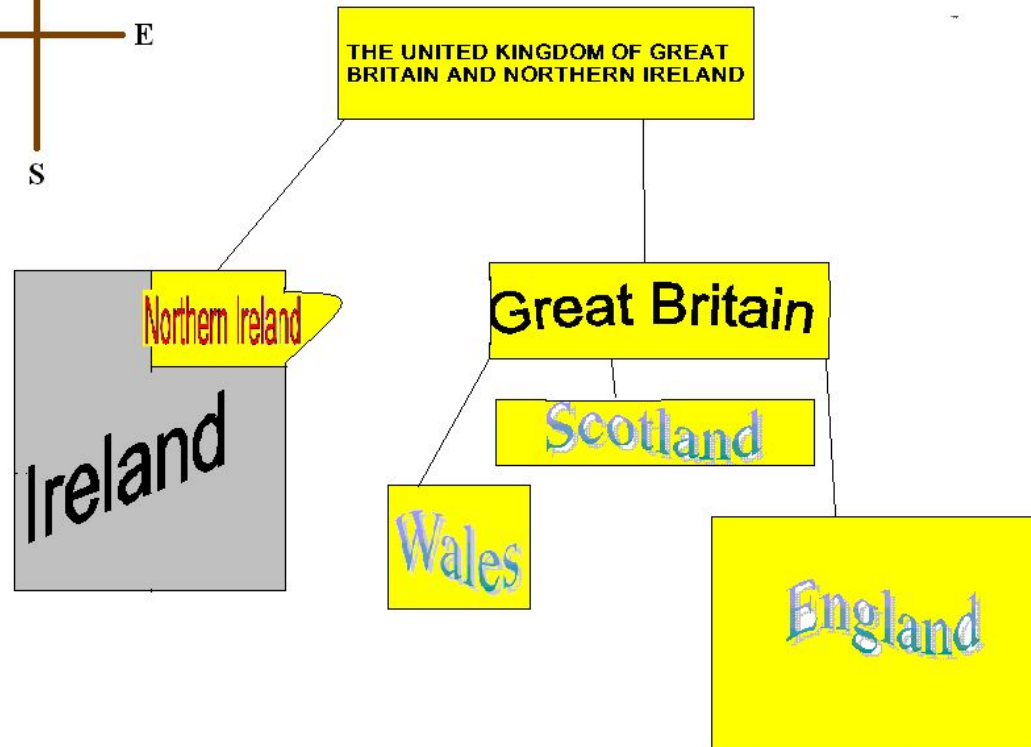 E
S
THE UNITED KINGDOM OF GREAT
BRITAIN AND NORTHERN IRELAND
Northern Ireland
Great Britain
Ireland
Scotland
Wales
England